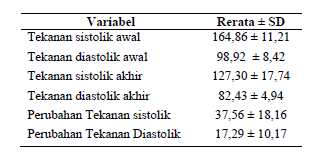 Variabel Rerata ± SD
Tekanan sistolik awal 164,86 ± 11,21
Tekanan diastolik awal 98,92 ± 8,42
Tekanan sistolik akhir 127,30 ± 17,74
Tekanan diastolik akhir 82,43 ± 4,94
Perubahan Tekanan sistolik 37,56 ± 18,16
Perubahan Tekanan Diastolik 17,29 ± 10,17